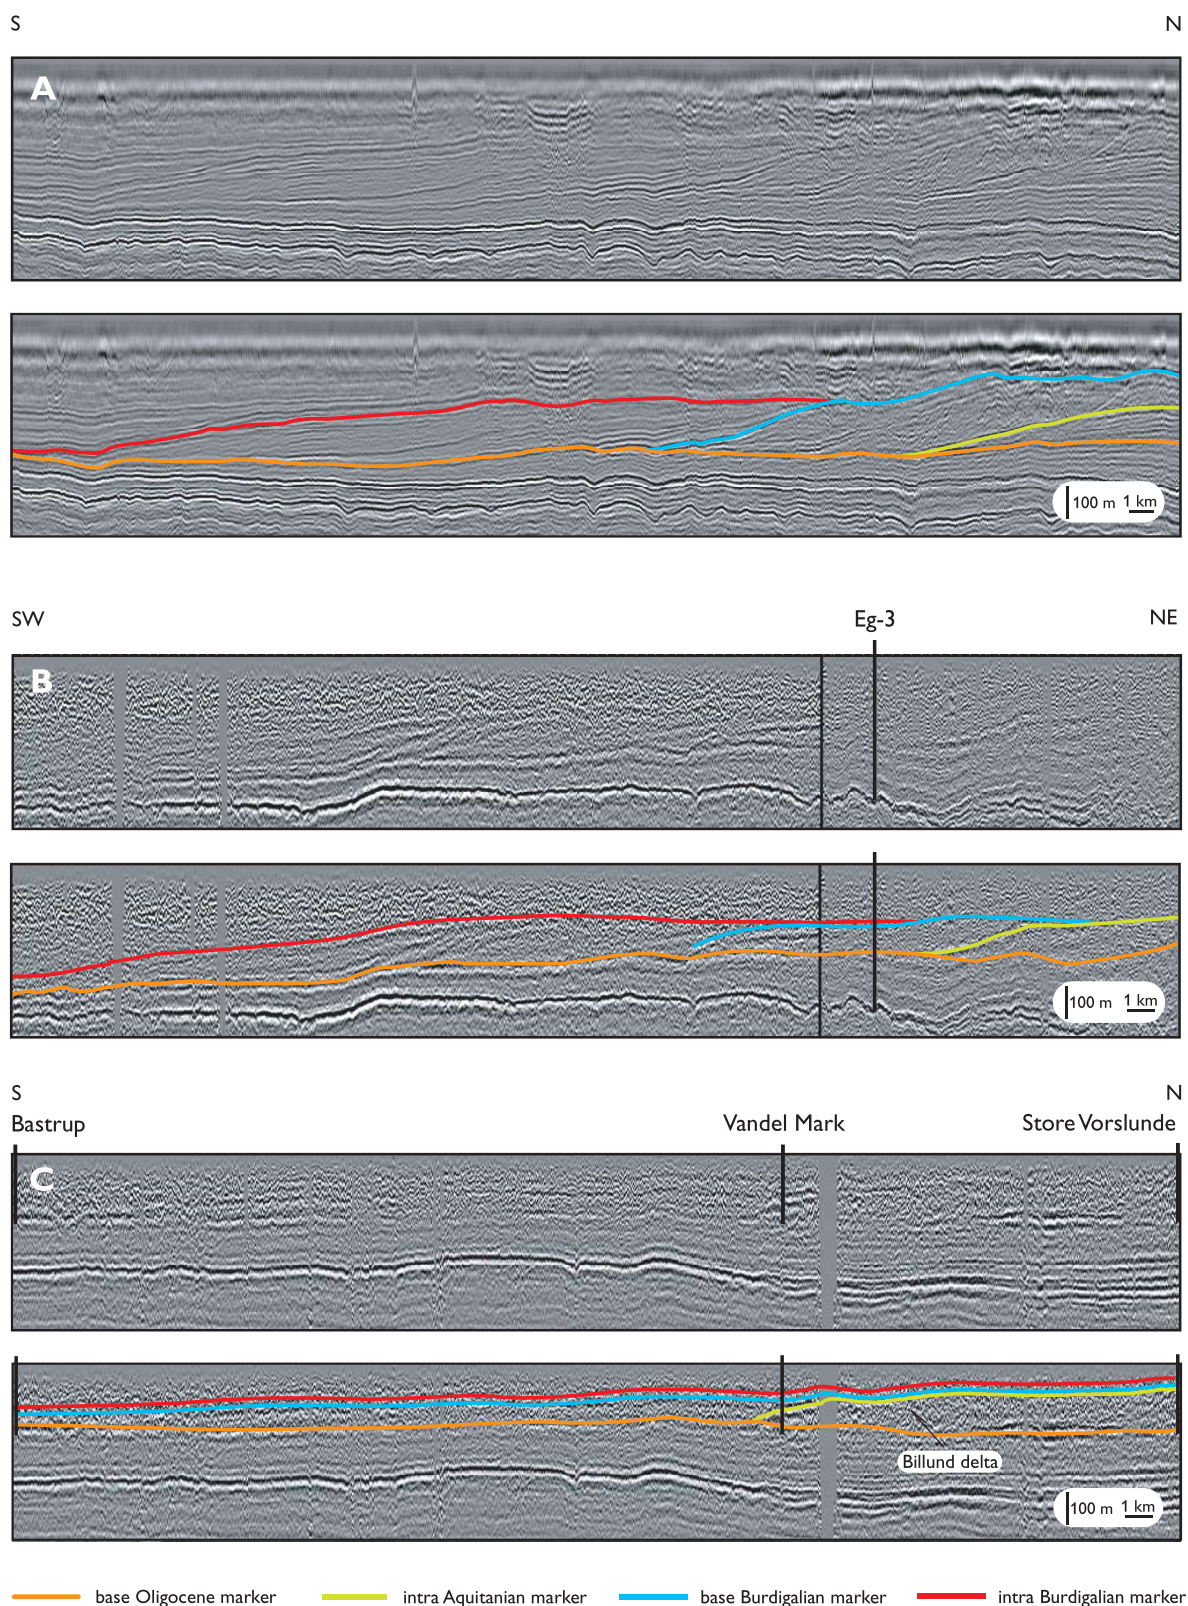 S N
A
100 m 1 km
SW Eg-3 NE
B
100 m 1 km
S N
Bastrup Vandel Mark Store Vorslunde
C
Billund delta
100 m 1 km
base Oligocene marker intra Aquitanian marker base Burdigalian marker intra Burdigalian marker